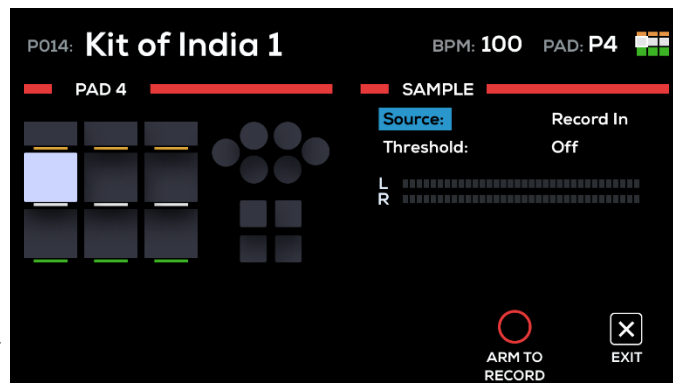 P014: Kit of India 1 BPM: 100 PAD: P4
PAD 4
SAMPLE
Source: Record In
Threshold: Off
L
R
ARM TO
RECORD
EXIT